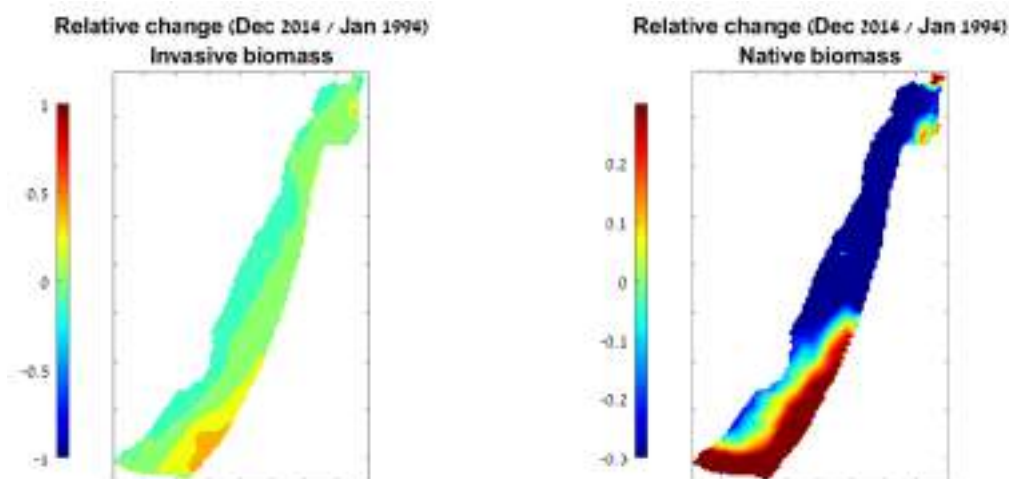 Relative change (Dec 2014 / Jan 1994)
Invasive biomass
1
0.5
0
-0.5
-1
Relative change (Dec 2014 / Jan 1994)
Native biomass
0.2
0.1
0
-0.1
-0.2
-0.3